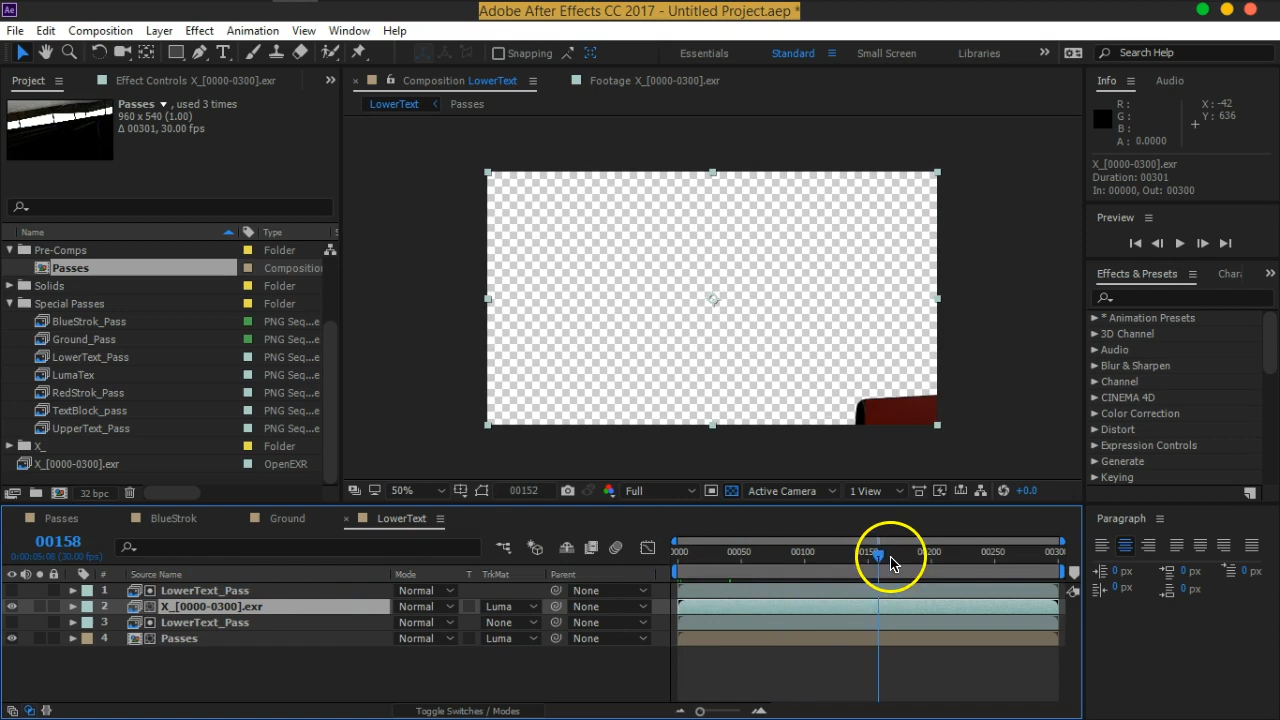 Adobe After Effects CC 2017 - Untitled Project.aep *
File Edit Composition Layer Effect Animation View Window Help
Snapping Essentials Standard Small Screen Libraries Search Help
Project Effect Controls X_[0000-0300].exr
Composition LowerText Footage X_[0000-0300].exr
Info Audio
Passes , used 3 times
960 x 540 (1.00)
Δ 00301, 30.00 fps
LowerText Passes
R :
G :
B :
A : 0.0000
X : -42
Y : 636
X_[0000-0300].exr
Duration: 00301
In: 00000, Out: 00300
Preview
Name Type S
Pre-Comps Folder
Passes Compositio
Solids Folder
Special Passes Folder
BlueStrok_Pass PNG Seq...e
Ground_Pass PNG Seq...e
LowerText_Pass PNG Seq...e
LumaTex PNG Seq...e
RedStrok_Pass PNG Seq...e
TextBlock_pass PNG Seq...e
UpperText_Pass PNG Seq...e
X_ Folder
X_[0000-0300].exr OpenEXR
32 bpc
Effects & Presets Chara
* Animation Presets
3D Channel
Audio
Blur & Sharpen
Channel
CINEMA 4D
Color Correction
Distort
Expression Controls
Generate
Keying
50% 00152 Full Active Camera 1 View +0.0
Passes BlueStrok Ground LowerText
Paragraph
00158
0:00:05:08 (30.00 fps)
0000 00050 00100 0015 00200 00250 0030
# Source Name Mode T TrkMat Parent
1 LowerText_Pass Normal None
2 X_[0000-0300].exr Normal Luma None
3 LowerText_Pass Normal None None
4 Passes Normal Luma None
0 px 0 px 0 px
0 px 0 px
Toggle Switches / Modes